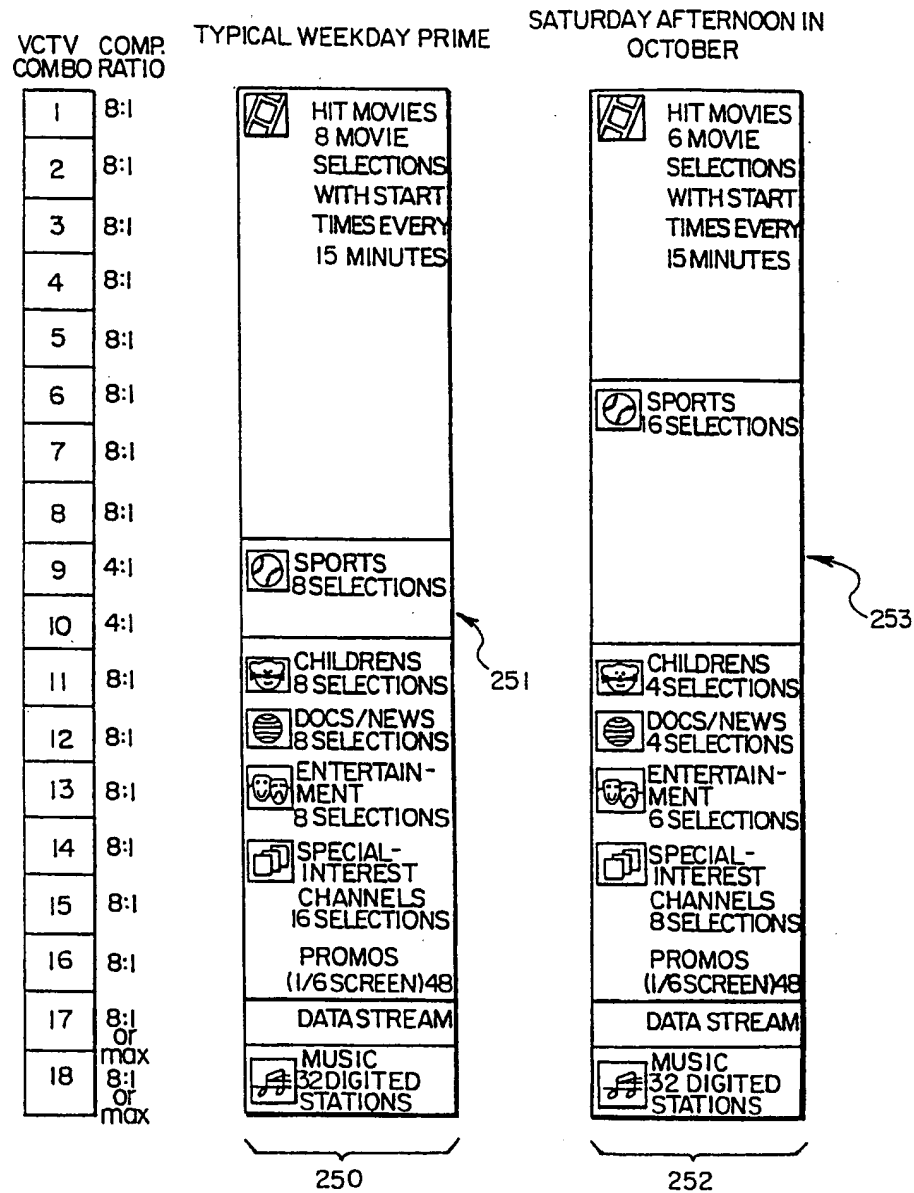 VCTV COMP.
COMBO RATIO
TYPICAL WEEKDAY PRIME
SATURDAY AFTERNOON IN
OCTOBER
1 8:1
2 8:1
3 8:1
4 8:1
5 8:1
6 8:1
7 8:1
8 8:1
9 4:1
10 4:1
11 8:1
12 8:1
13 8:1
14 8:1
15 8:1
16 8:1
17 8:1
or
max
18 8:1
or
max
HIT MOVIES
8 MOVIE
SELECTIONS
WITH START
TIMES EVERY
15 MINUTES
SPORTS
8 SELECTIONS
CHILDRENS
8 SELECTIONS
DOCS/NEWS
8 SELECTIONS
ENTERTAIN-
MENT
8 SELECTIONS
SPECIAL-
INTEREST
CHANNELS
16 SELECTIONS
PROMOS
(1/6 SCREEN) 48
DATA STREAM
MUSIC
32 DIGITED
STATIONS
251
250
HIT MOVIES
6 MOVIE
SELECTIONS
WITH START
TIMES EVERY
15 MINUTES
SPORTS
16 SELECTIONS
CHILDRENS
4 SELECTIONS
DOCS/NEWS
4 SELECTIONS
ENTERTAIN-
MENT
6 SELECTIONS
SPECIAL-
INTEREST
CHANNELS
8 SELECTIONS
PROMOS
(1/6 SCREEN) 48
DATA STREAM
MUSIC
32 DIGITED
STATIONS
253
252